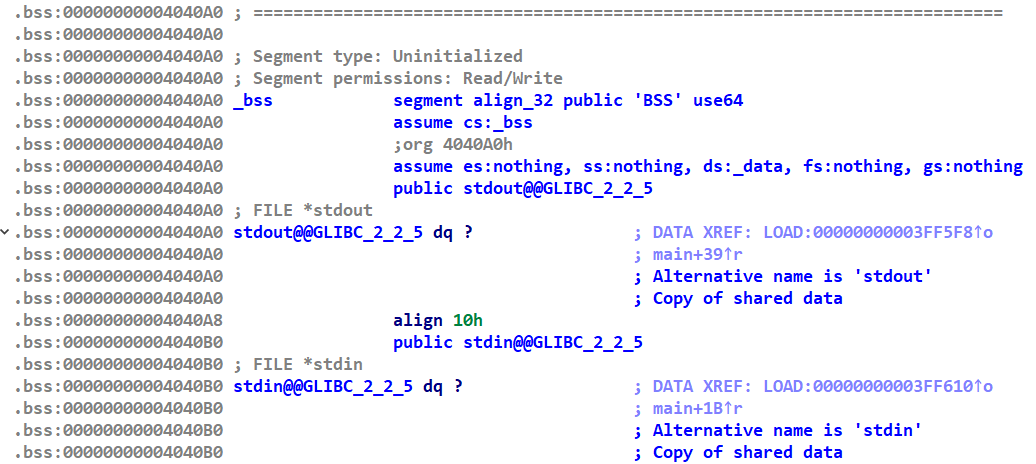 .bss:00000000004040A0 ; ===========================================================================
.bss:00000000004040A0
.bss:00000000004040A0 ; Segment type: Uninitialized
.bss:00000000004040A0 ; Segment permissions: Read/Write
.bss:00000000004040A0 _bss            segment align_32 public 'BSS' use64
.bss:00000000004040A0                 assume cs:_bss
.bss:00000000004040A0                 ;org 4040A0h
.bss:00000000004040A0                 assume es:nothing, ss:nothing, ds:_data, fs:nothing, gs:nothing
.bss:00000000004040A0                 public stdout@@GLIBC_2_2_5
.bss:00000000004040A0 ; FILE *stdout
.bss:00000000004040A0 stdout@@GLIBC_2_2_5 dq ?                ; DATA XREF: LOAD:00000000003FF5F8↑o
.bss:00000000004040A0                                         ; main+39↑r
.bss:00000000004040A0                                         ; Alternative name is 'stdout'
.bss:00000000004040A0                                         ; Copy of shared data
.bss:00000000004040A8                 align 10h
.bss:00000000004040B0                 public stdin@@GLIBC_2_2_5
.bss:00000000004040B0 ; FILE *stdin
.bss:00000000004040B0 stdin@@GLIBC_2_2_5 dq ?                 ; DATA XREF: LOAD:00000000003FF610↑o
.bss:00000000004040B0                                         ; main+1B↑r
.bss:00000000004040B0                                         ; Alternative name is 'stdin'
.bss:00000000004040B0                                         ; Copy of shared data